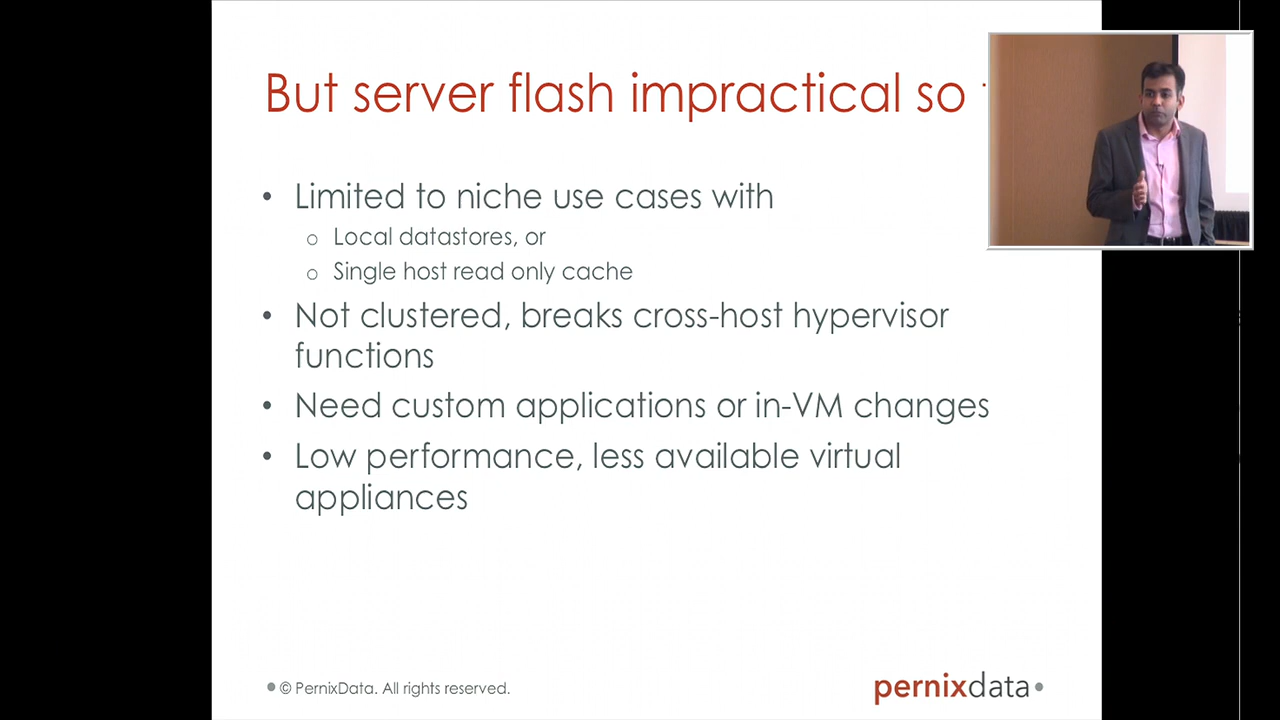 But server flash impractical so
• Limited to niche use cases with
○ Local datastores, or
○ Single host read only cache
• Not clustered, breaks cross-host hypervisor
functions
• Need custom applications or in-VM changes
• Low performance, less available virtual
appliances
© PernixData. All rights reserved.
pernixdata